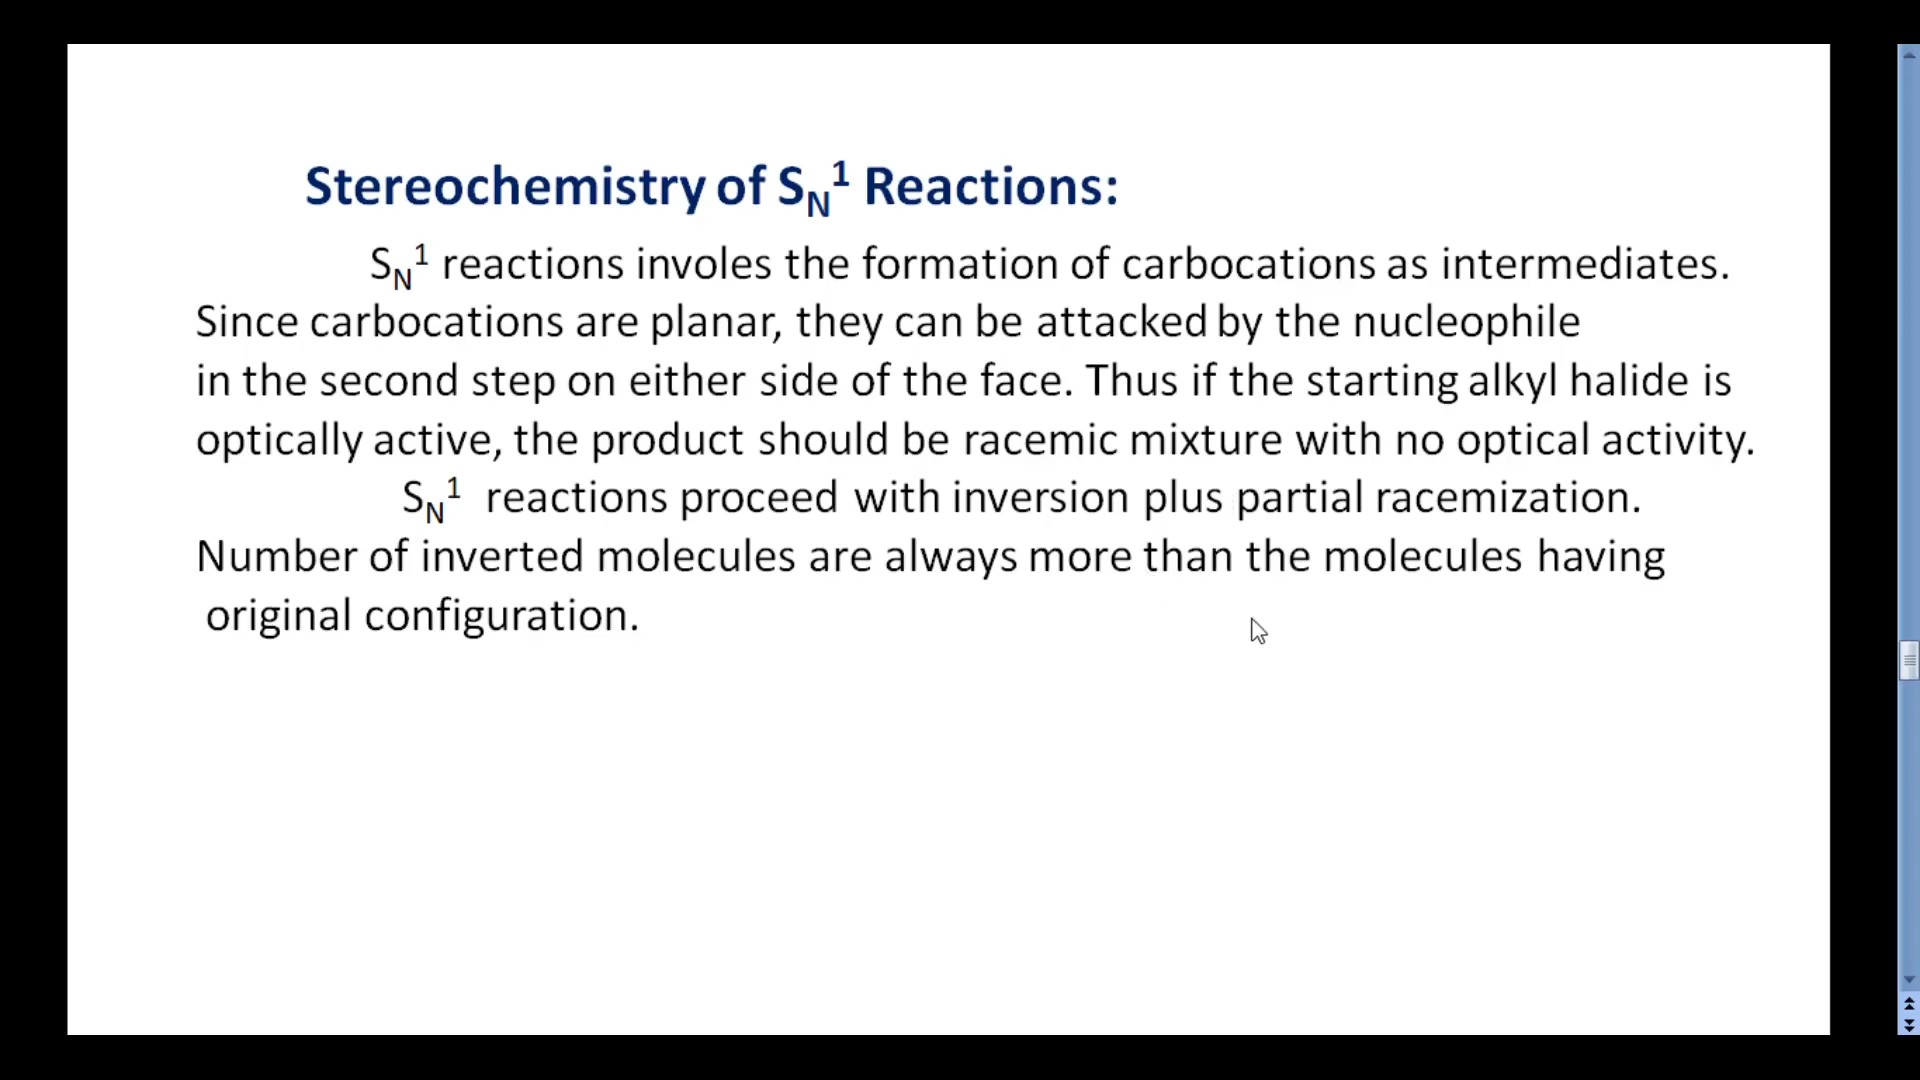 Stereochemistry of SN1 Reactions:
SN1 reactions involes the formation of carbocations as intermediates.
Since carbocations are planar, they can be attacked by the nucleophile
in the second step on either side of the face. Thus if the starting alkyl halide is
optically active, the product should be racemic mixture with no optical activity.
SN1 reactions proceed with inversion plus partial racemization.
Number of inverted molecules are always more than the molecules having
original configuration.